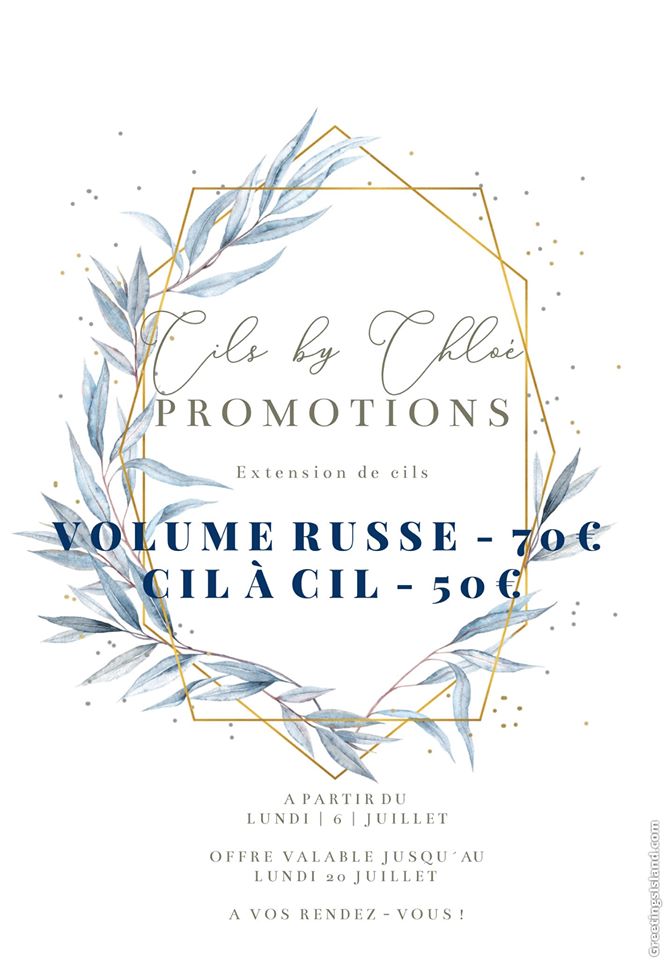 Cils by Chloé
PROMOTIONS
Extension de cils
VOLUME RUSSE - 70€
CIL À CIL - 50€
A PARTIR DU
LUNDI | 6 | JUILLET
OFFRE VALABLE JUSQU´AU
LUNDI 20 JUILLET
A VOS RENDEZ - VOUS !
GreetingsIsland.com